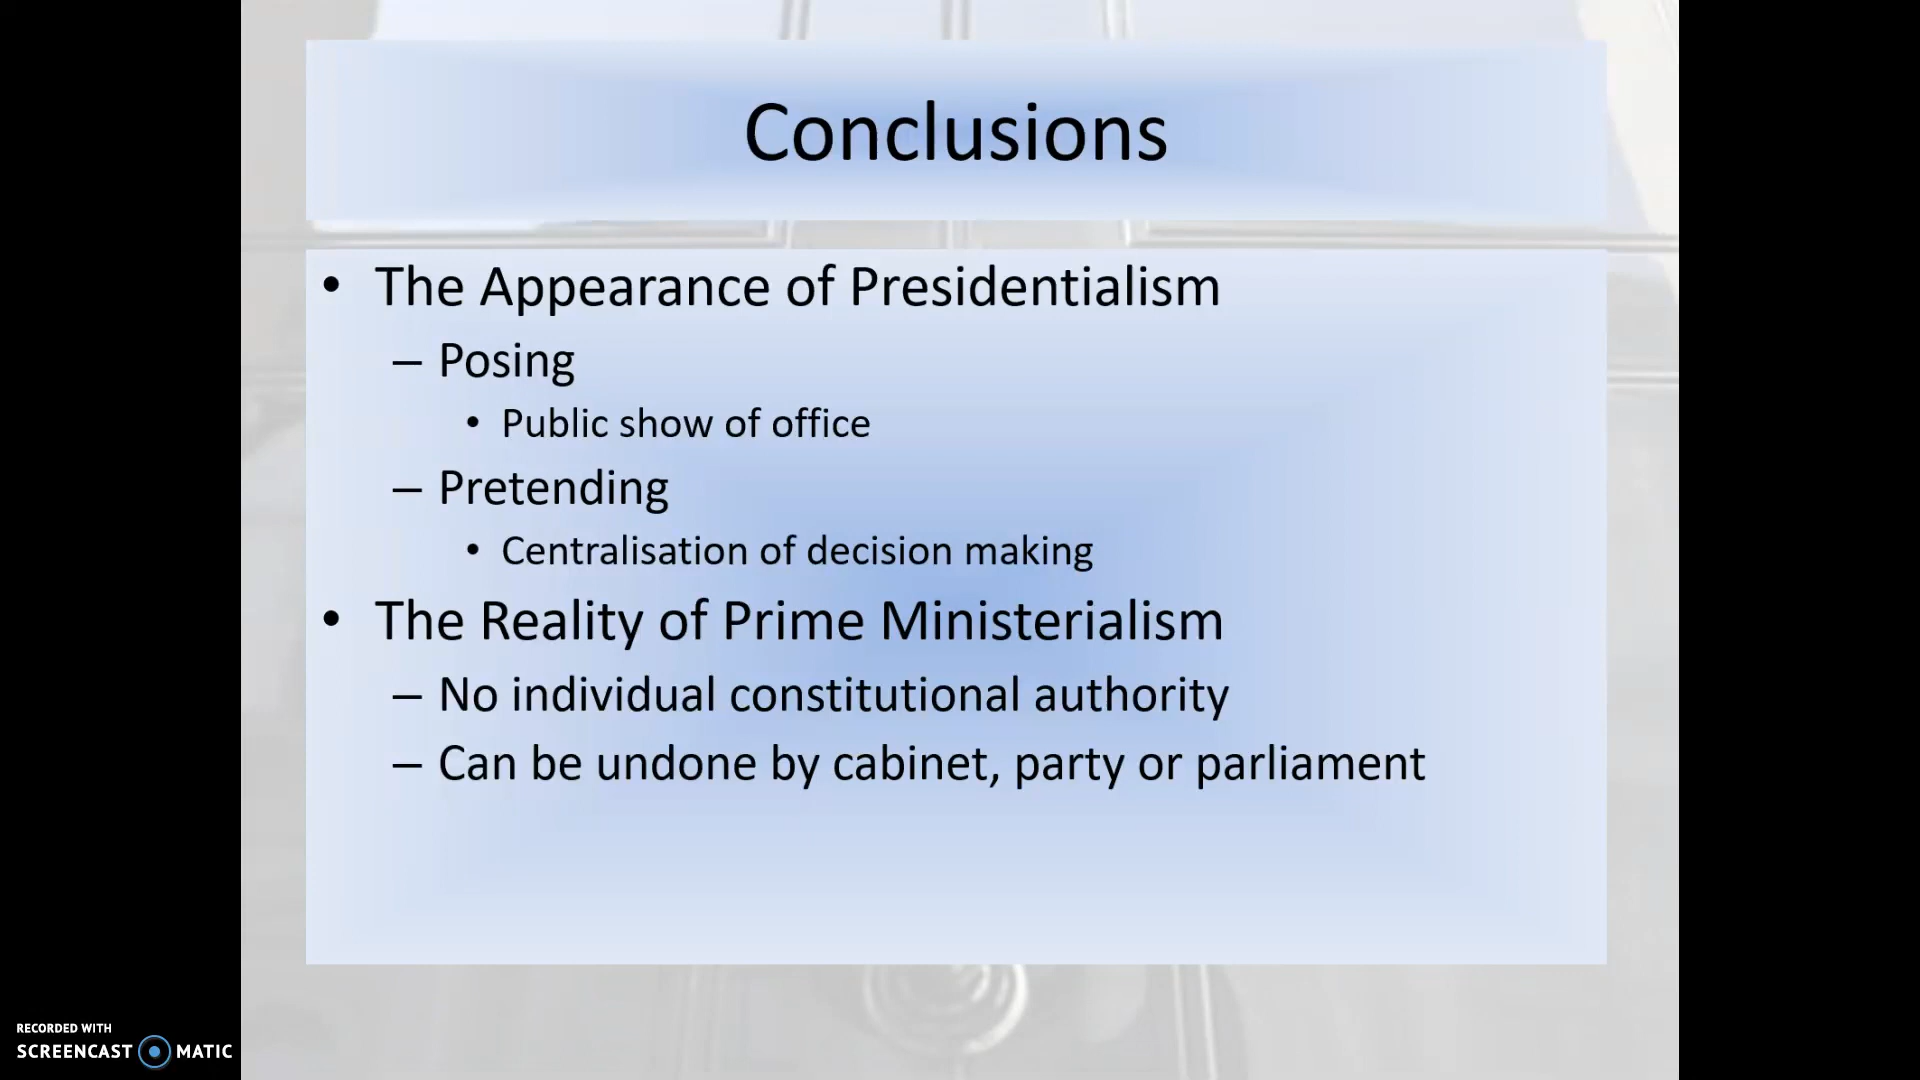 Conclusions
• The Appearance of Presidentialism
– Posing
• Public show of office
– Pretending
• Centralisation of decision making
• The Reality of Prime Ministerialism
– No individual constitutional authority
– Can be undone by cabinet, party or parliament
RECORDED WITH
SCREENCAST MATIC